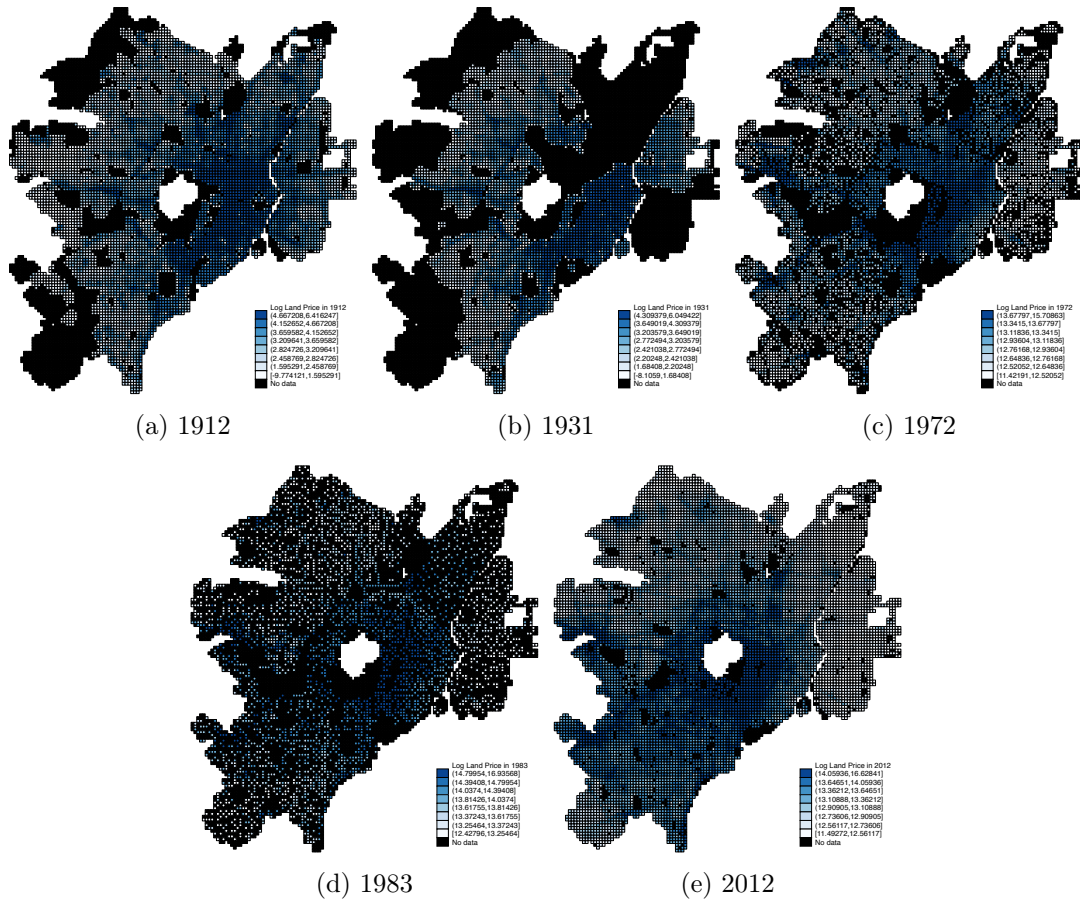 Log Land Price in 1912
(4.667208,6.416247]
(4.152652,4.667208]
(3.659582,4.152652]
(3.209641,3.659582]
(2.824726,3.209641]
(2.458769,2.824726]
(1.595291,2.458769]
[-9.774121,1.595291]
No data
(a) 1912
Log Land Price in 1931
(4.309379,6.049422]
(3.649019,4.309379]
(3.203579,3.649019]
(2.772494,3.203579]
(2.421038,2.772494]
(2.20248,2.421038]
(1.68408,2.20248]
[-8.1059,1.68408]
No data
(b) 1931
Log Land Price in 1972
(13.67797,15.70863]
(13.3415,13.67797]
(13.11836,13.3415]
(12.93604,13.11836]
(12.76168,12.93604]
(12.64836,12.76168]
(12.52052,12.64836]
[11.42191,12.52052]
No data
(c) 1972
Log Land Price in 1983
(14.79954,16.93568]
(14.39408,14.79954]
(14.0374,14.39408]
(13.81426,14.0374]
(13.61755,13.81426]
(13.37243,13.61755]
(13.25464,13.37243]
[12.42796,13.25464]
No data
(d) 1983
Log Land Price in 2012
(14.05936,16.62841]
(13.64651,14.05936]
(13.36212,13.64651]
(13.10888,13.36212]
(12.90905,13.10888]
(12.73606,12.90905]
(12.56117,12.73606]
[11.49272,12.56117]
No data
(e) 2012